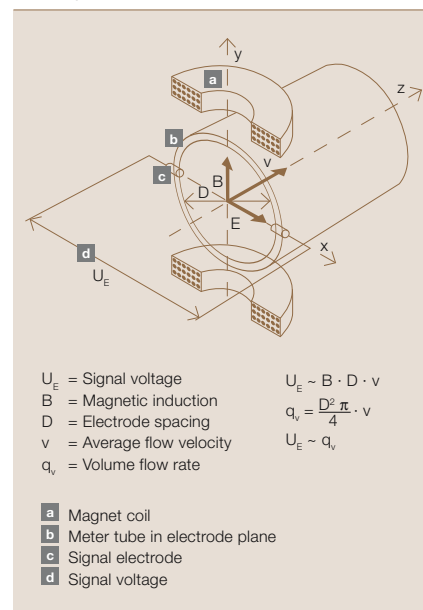 y
a
z
b
v
c
B
D
E
x
d
U_E
U_E = Signal voltage
B = Magnetic induction
D = Electrode spacing
v = Average flow velocity
q_v = Volume flow rate
U_E ~ B · D · v
q_v = D² π / 4 · v
U_E ~ q_v
a Magnet coil
b Meter tube in electrode plane
c Signal electrode
d Signal voltage